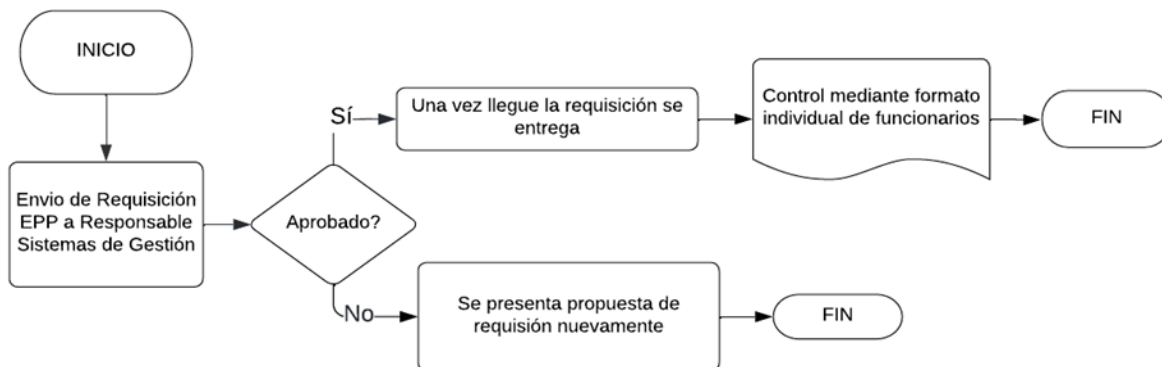 INICIO
Envio de Requisición
EPP a Responsable
Sistemas de Gestión
Aprobado?
Sí
Una vez llegue la requisición se
entrega
Control mediante formato
individual de funcionarios
FIN
No
Se presenta propuesta de
requisión nuevamente
FIN